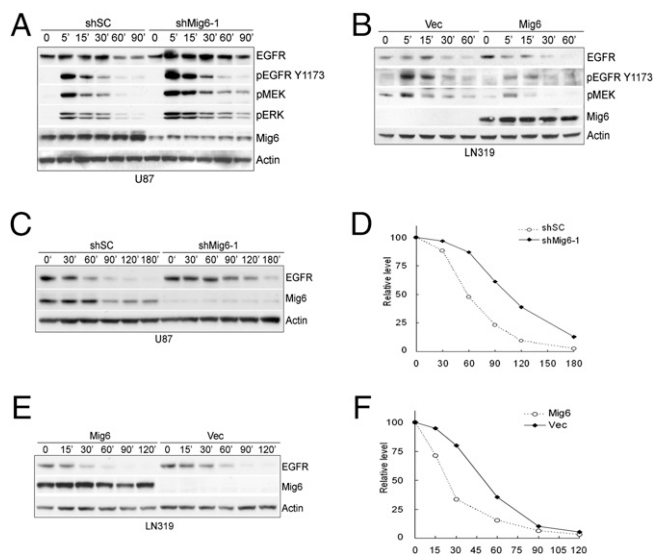 A
shSC shMig6-1
0 5' 15' 30' 60' 90' 0 5' 15' 30' 60' 90'
EGFR
pEGFR Y1173
pMEK
pERK
Mig6
Actin
U87
B
Vec Mig6
0 5' 15' 30' 60' 0 5' 15' 30' 60'
EGFR
pEGFR Y1173
pMEK
Mig6
Actin
LN319
C
shSC shMig6-1
0' 30' 60' 90' 120' 180' 0' 30' 60' 90' 120' 180'
EGFR
Mig6
Actin
U87
D
shSC
shMig6-1
Relative level
100
75
50
25
0
0 30 60 90 120 150 180
E
Mig6 Vec
0 15' 30' 60' 90' 120' 0 15' 30' 60' 90' 120'
EGFR
Mig6
Actin
LN319
F
Mig6
Vec
Relative level
100
75
50
25
0
0 15 30 45 60 75 90 105 120